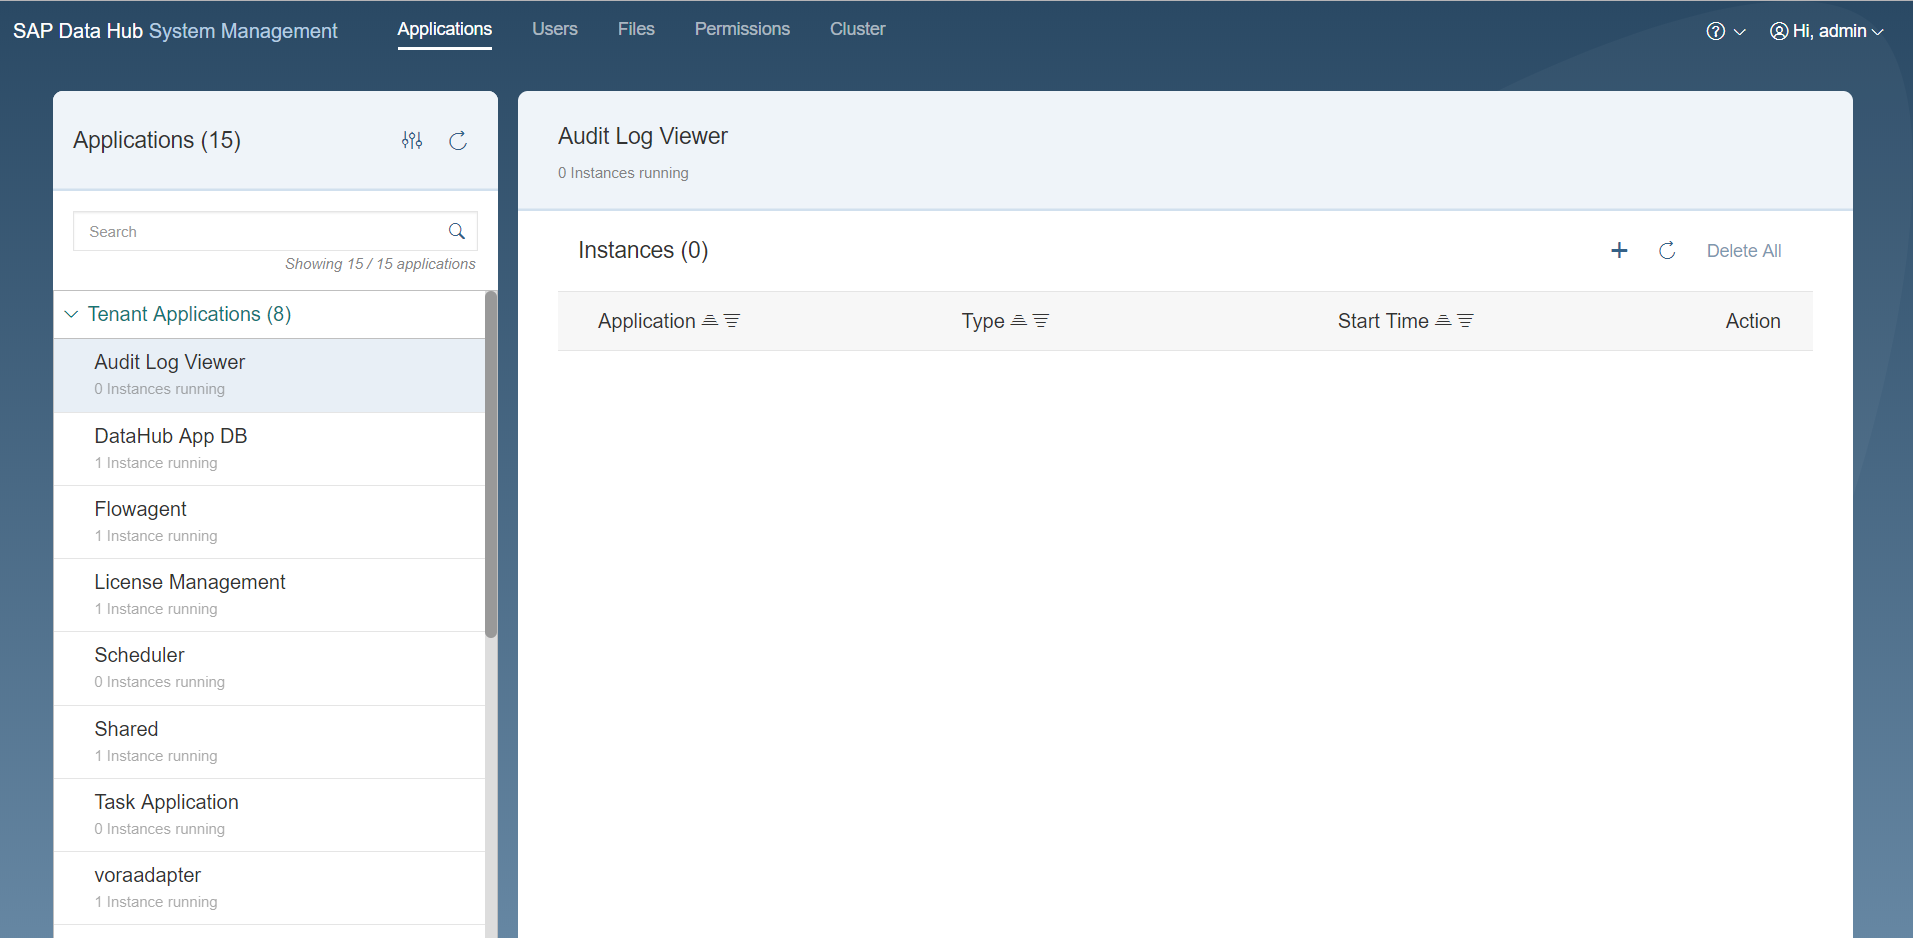 SAP Data Hub System Management
Applications Users Files Permissions Cluster
Hi, admin
Applications (15)
Search
Showing 15 / 15 applications
Tenant Applications (8)
Audit Log Viewer
0 Instances running
DataHub App DB
1 Instance running
Flowagent
1 Instance running
License Management
1 Instance running
Scheduler
0 Instances running
Shared
1 Instance running
Task Application
0 Instances running
voraadapter
1 Instance running
Audit Log Viewer
0 Instances running
Instances (0)
Delete All
Application Type Start Time Action